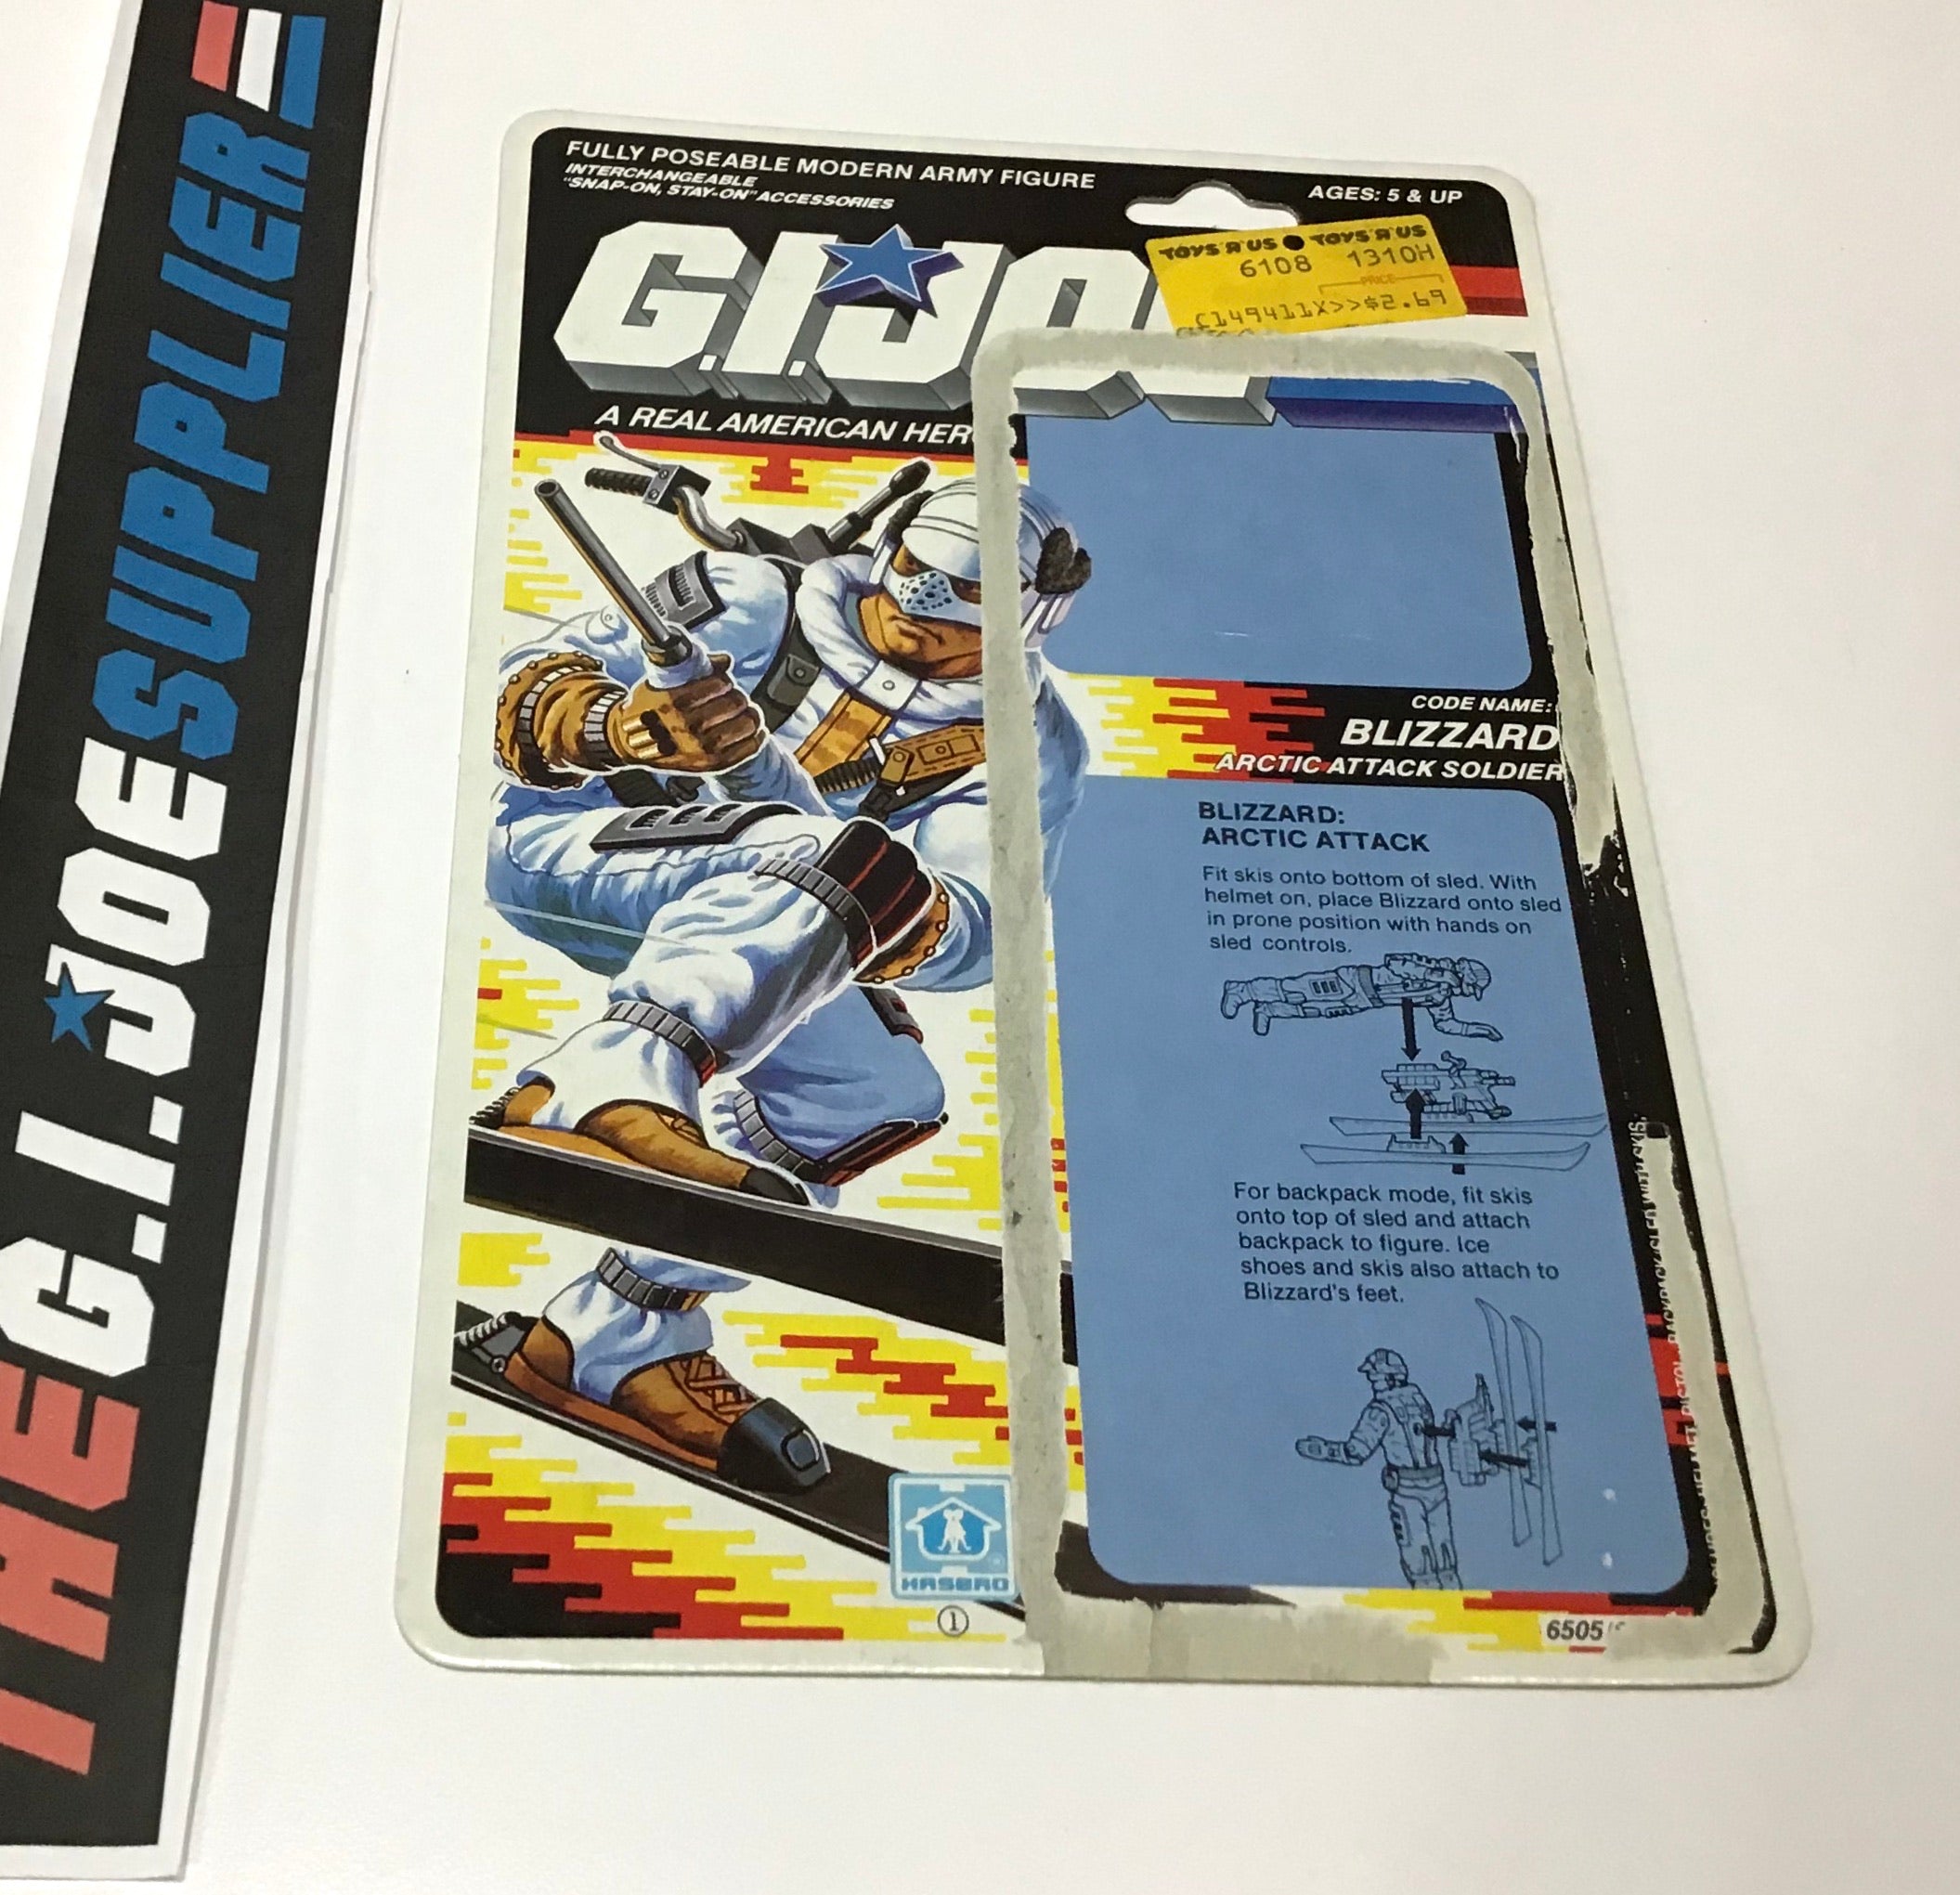 THE G.I. JOE SUPPLIER
FULLY POSEABLE MODERN ARMY FIGURE
INTERCHANGEABLE
"SNAP-ON, STAY-ON" ACCESSORIES
AGES: 5 & UP
TOYS "R" US TOYS "R" US
6108 1310H
PRICE
C149411X>>$2.69
G.I. JOE
A REAL AMERICAN HER
CODE NAME:
BLIZZARD
ARCTIC ATTACK SOLDIER
BLIZZARD:
ARCTIC ATTACK
Fit skis onto bottom of sled. With
helmet on, place Blizzard onto sled
in prone position with hands on
sled controls.
For backpack mode, fit skis
onto top of sled and attach
backpack to figure. Ice
shoes and skis also attach to
Blizzard's feet.
HASBRO
1
6505